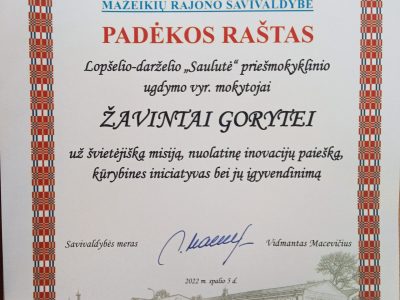 MAŽEIKIŲ RAJONO SAVIVALDYBĖ
PADĖKOS RAŠTAS
Lopšelio-darželio „Saulutė“ priešmokyklinio
ugdymo vyr. mokytojai
ŽAVINTAI GORYTEI
už švietėjišką misiją, nuolatinę inovacijų paiešką,
kūrybines iniciatyvas bei jų įgyvendinimą
Savivaldybės meras Vidmantas Macevičius
2022 m. spalio 5 d.